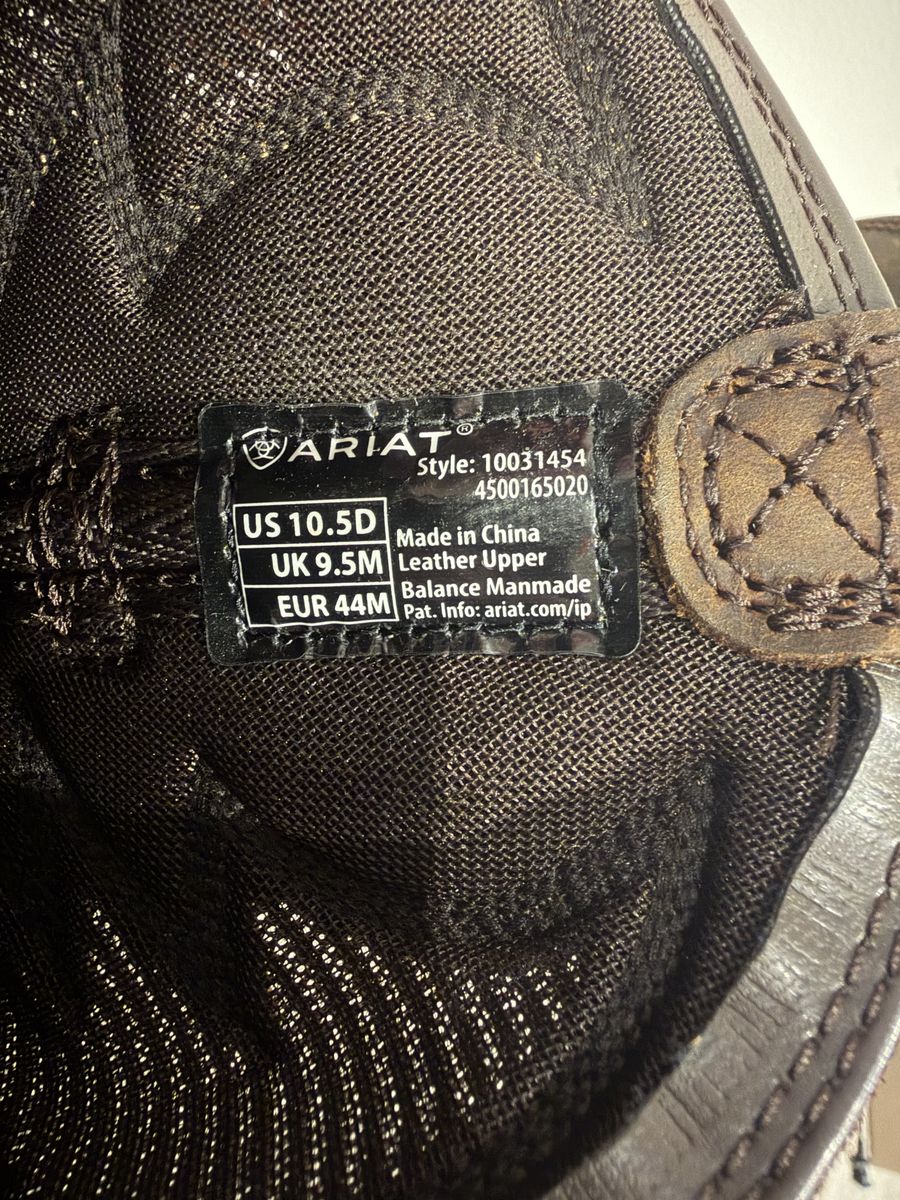 ARIAT®
Style: 10031454
4500165020
US 10.5D
UK 9.5M
EUR 44M
Made in China
Leather Upper
Balance Manmade
Pat. Info: ariat.com/ip